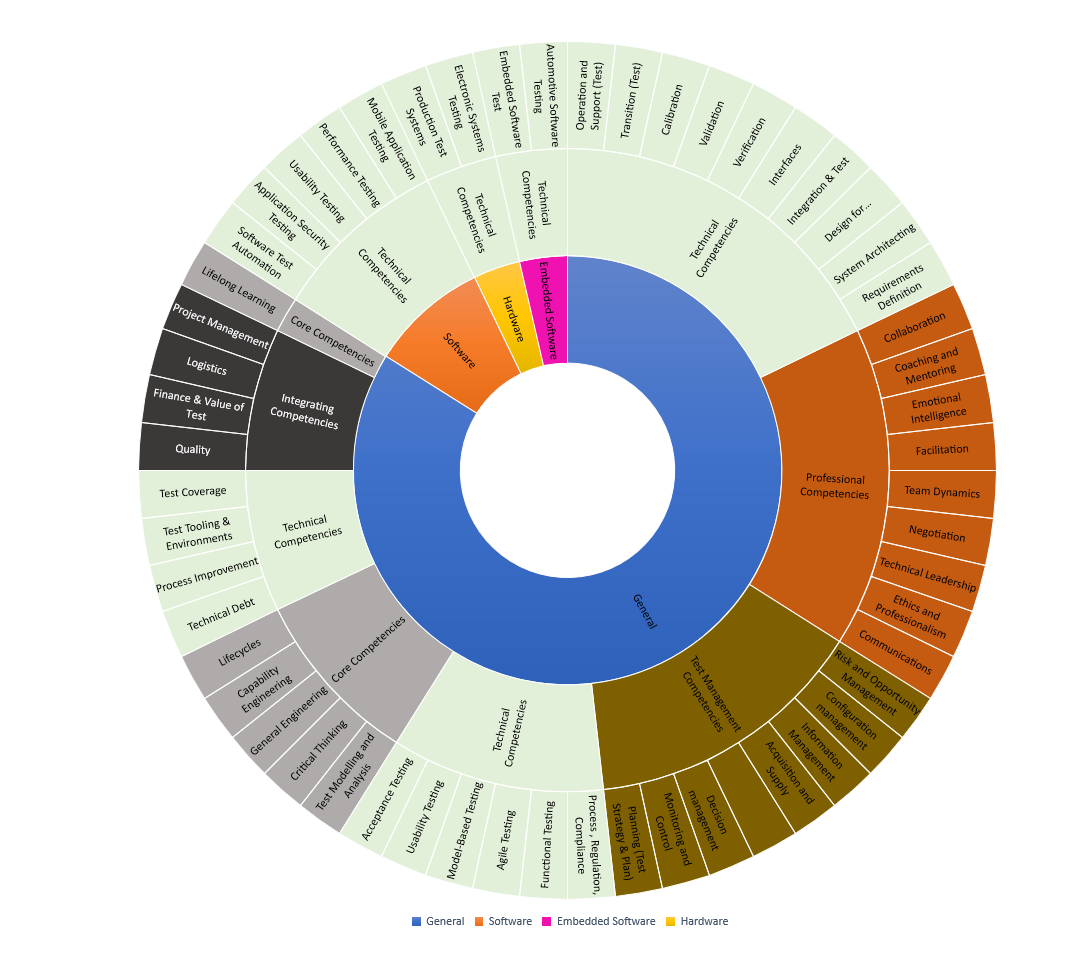 Operation and
Support (Test)
Transition (Test)
Calibration
Validation
Verification
Interfaces
Integration & Test
Design for...
System Architecting
Requirements
Definition
Technical
Competencies
Collaboration
Coaching and
Mentoring
Emotional
Intelligence
Facilitation
Team Dynamics
Negotiation
Technical Leadership
Ethics and
Professionalism
Communications
Professional
Competencies
Risk and Opportunity
Management
Configuration
management
Information
Management
Acquisition and
Supply
Decision
management
Monitoring and
Control
Planning (Test
Strategy & Plan)
Test Management
Competencies
Process , Regulation,
Compliance
Functional Testing
Agile Testing
Model-Based Testing
Usability Testing
Acceptance Testing
Technical
Competencies
Test Modelling and
Analysis
Critical Thinking
General Engineering
Capability
Engineering
Lifecycles
Core Competencies
Technical Debt
Process Improvement
Test Tooling &
Environments
Test Coverage
Technical
Competencies
Quality
Finance & Value of
Test
Logistics
Project Management
Integrating
Competencies
Lifelong Learning
Core Competencies
General
Software Test
Automation
Application Security
Testing
Usability Testing
Performance Testing
Mobile Application
Testing
Technical
Competencies
Software
Production Test
Systems
Electronic Systems
Testing
Technical
Competencies
Hardware
Embedded Software
Test
Automotive Software
Testing
Technical
Competencies
Embedded Software
General
Software
Embedded Software
Hardware